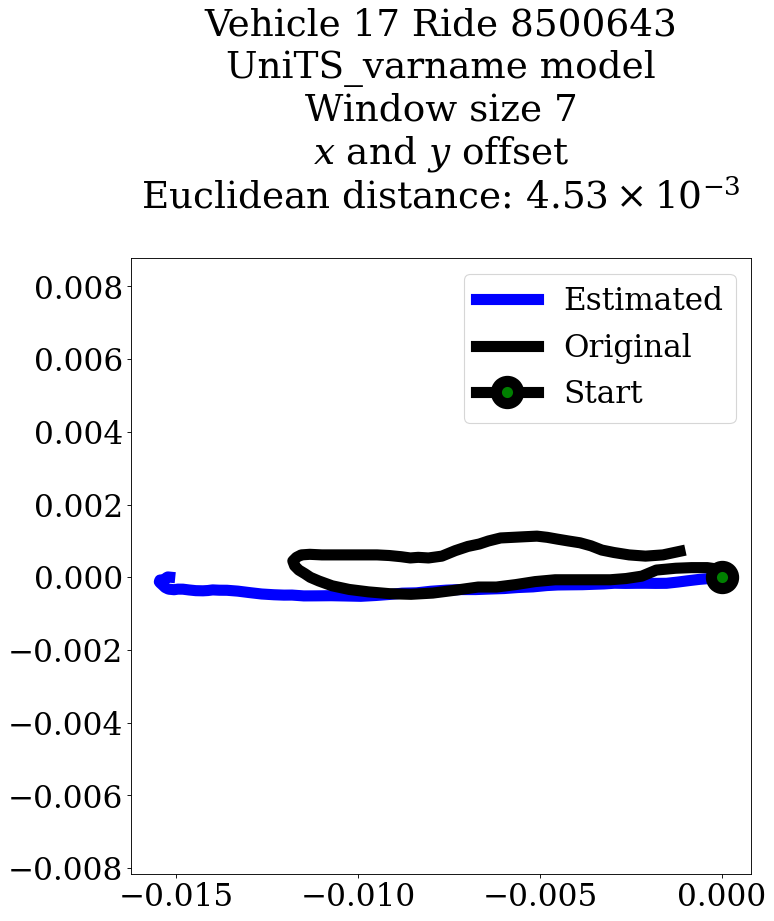 Vehicle 17 Ride 8500643
UniTS_varname model
Window size 7
x and y offset
Euclidean distance: 4.53 × 10⁻³
Estimated
Original
Start
0.008
0.006
0.004
0.002
0.000
−0.002
−0.004
−0.006
−0.008
−0.015 −0.010 −0.005 0.000